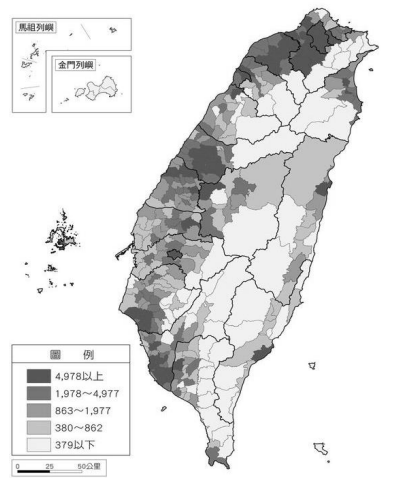 馬祖列嶼
金門列嶼
圖 例
4,978以上
1,978～4,977
863～1,977
380～862
379以下
0 25 50公里